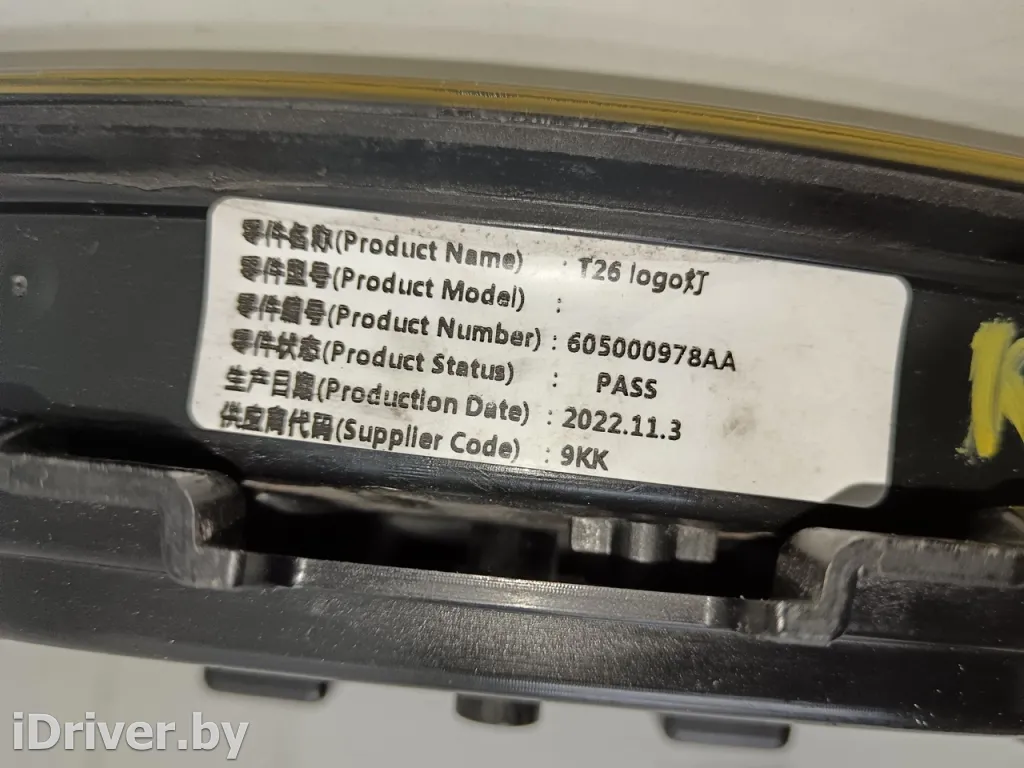 零件名称(Product Name) : T26 logo灯
零件型号(Product Model) :
零件编号(Product Number) : 605000978AA
零件状态(Product Status) : PASS
生产日期(Production Date) : 2022.11.3
供应商代码(Supplier Code) : 9KK
iDriver.by